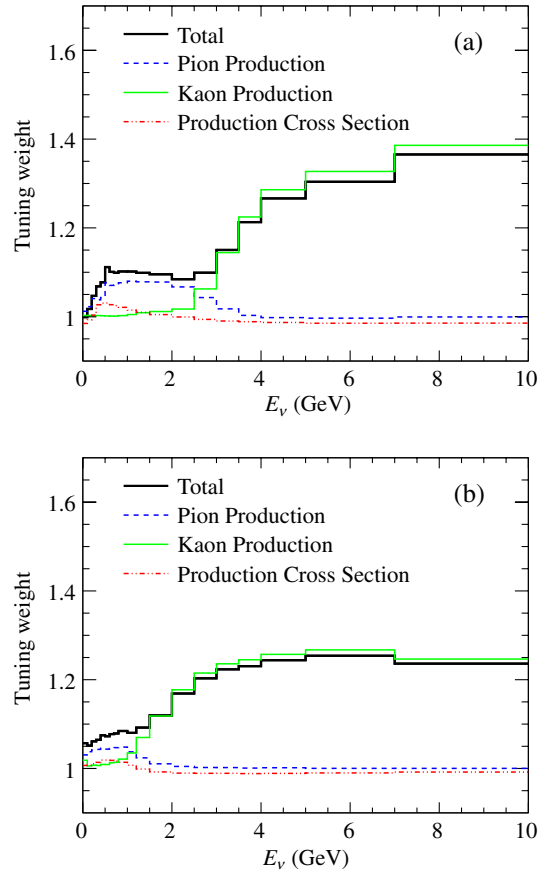 (a)
Total
Pion Production
Kaon Production
Production Cross Section
Tuning weight
1.6
1.4
1.2
1
0 2 4 6 8 10
Eν (GeV)
(b)
Total
Pion Production
Kaon Production
Production Cross Section
Tuning weight
1.6
1.4
1.2
1
0 2 4 6 8 10
Eν (GeV)